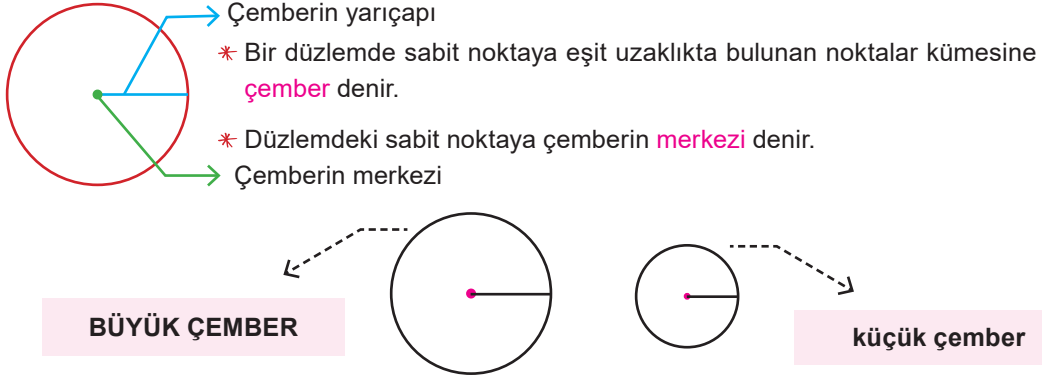 Çemberin yarıçapı
* Bir düzlemde sabit noktaya eşit uzaklıkta bulunan noktalar kümesine
çember denir.
* Düzlemdeki sabit noktaya çemberin merkezi denir.
Çemberin merkezi
BÜYÜK ÇEMBER
küçük çember